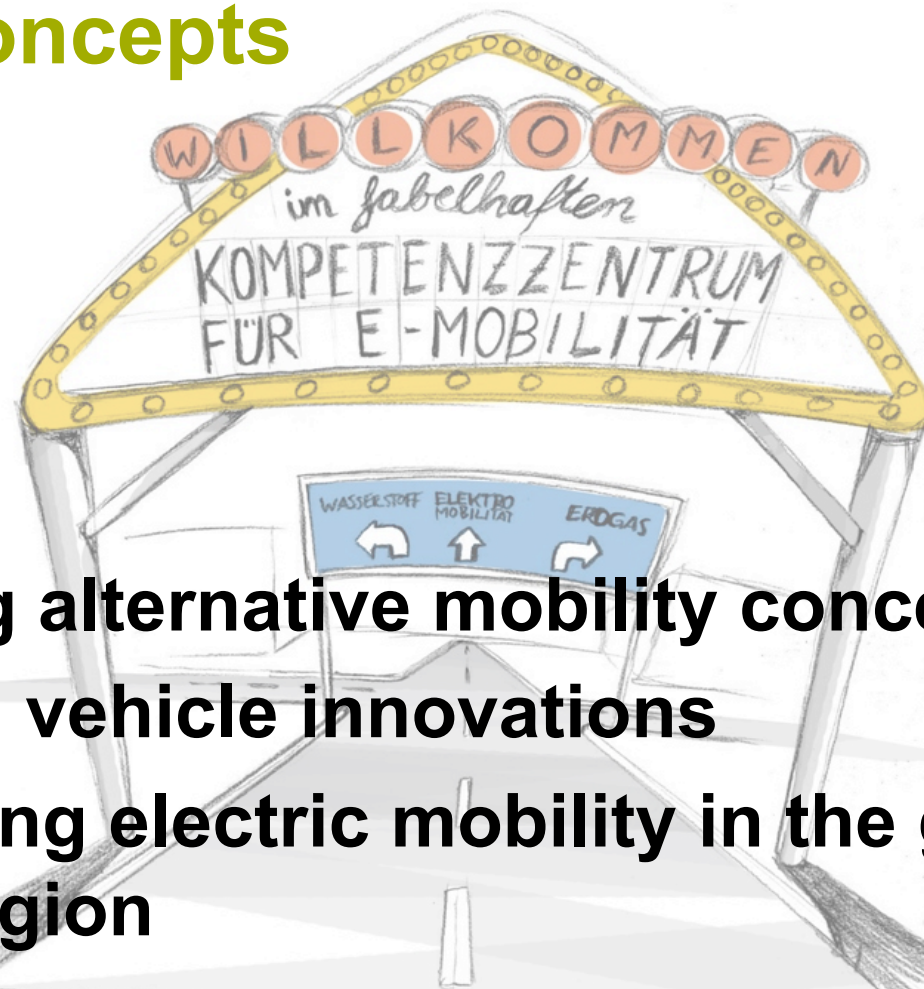 oncepts
WILLKOMMEN
im fabelhaften
KOMPETENZZENTRUM
FÜR E-MOBILITÄT
WASSERSTOFF ELEKTRO MOBILITÄT ERDGAS
g alternative mobility conce
vehicle innovations
ng electric mobility in the g
gion